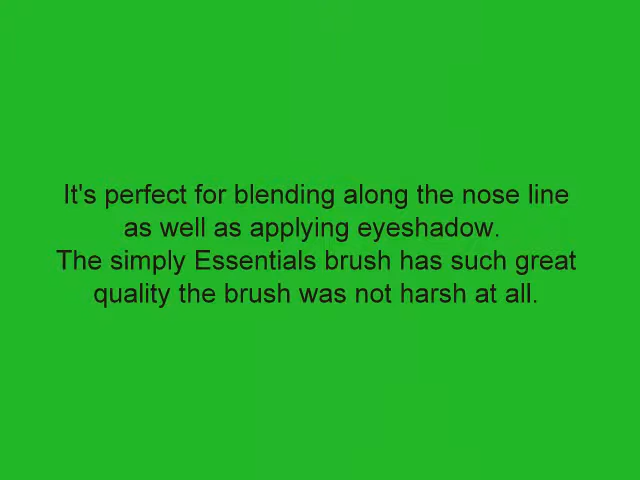 It's perfect for blending along the nose line
as well as applying eyeshadow.
The simply Essentials brush has such great
quality the brush was not harsh at all.